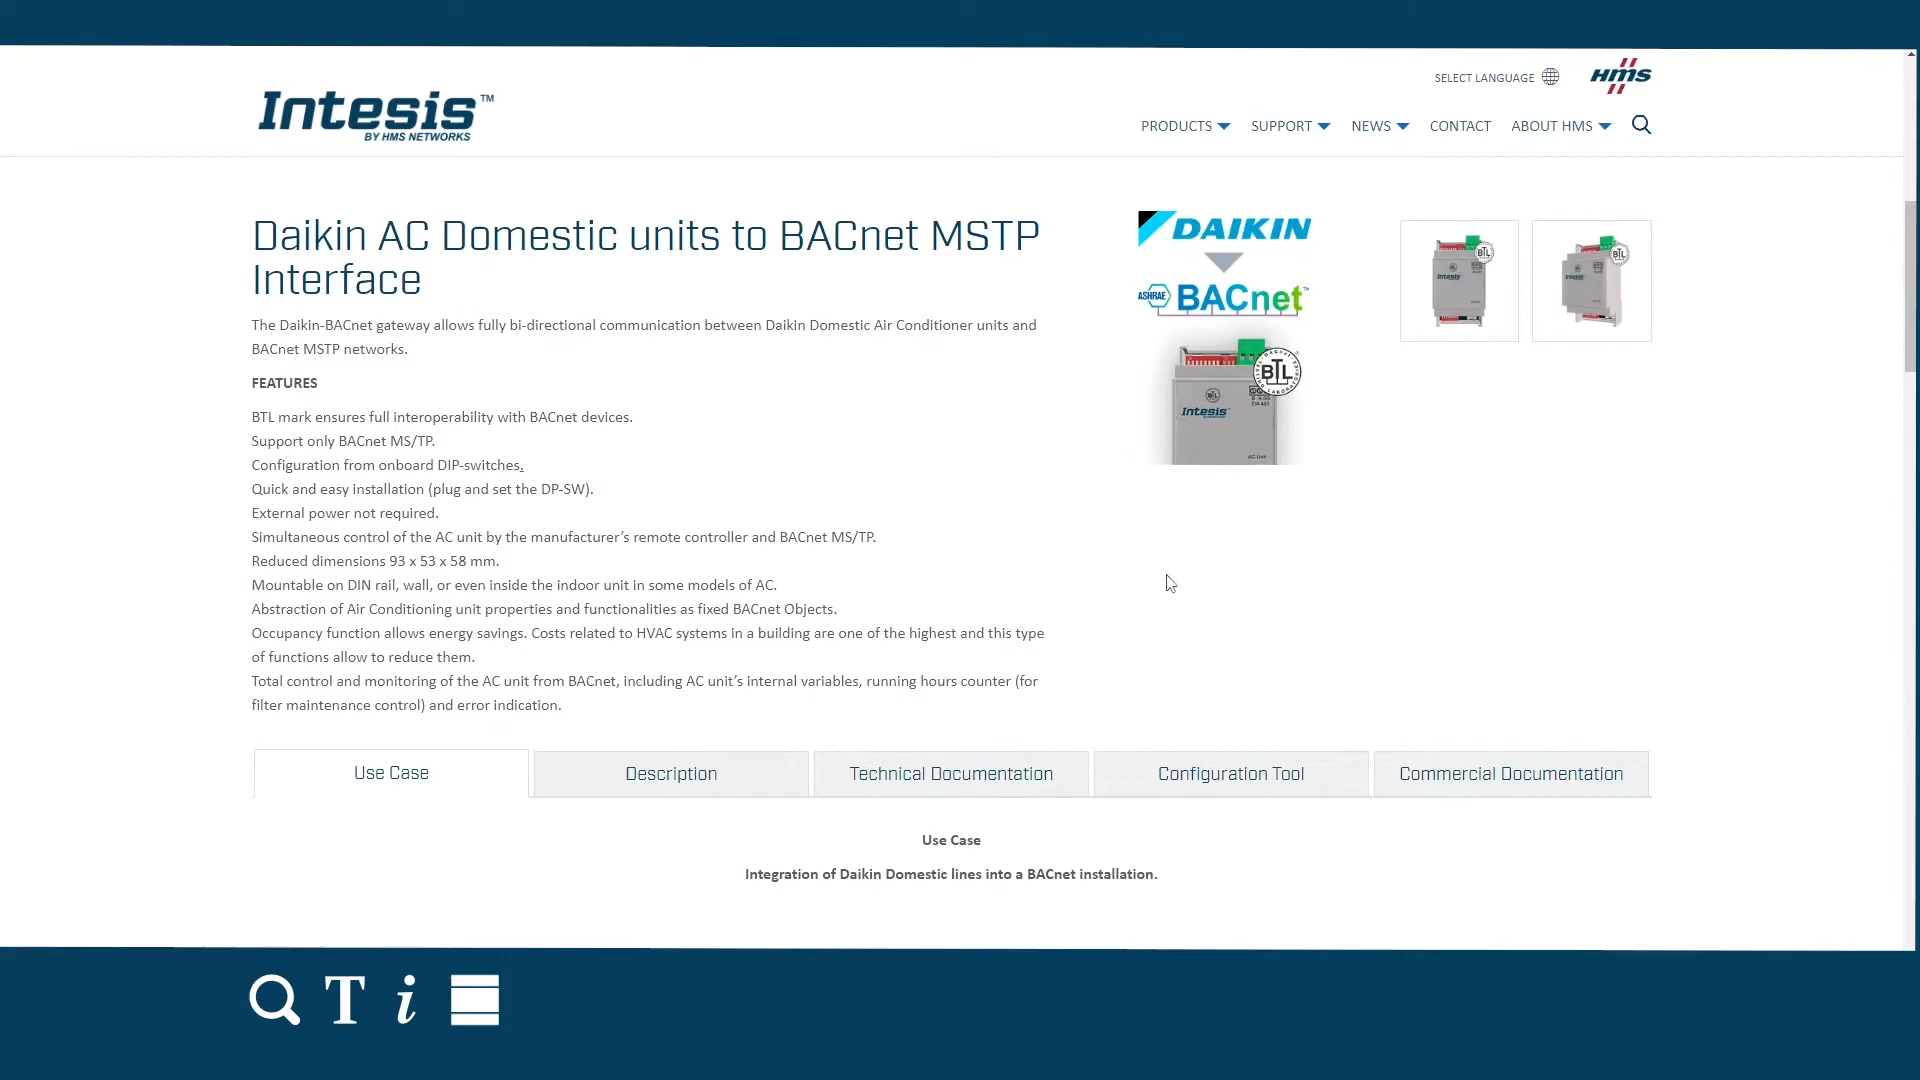 SELECT LANGUAGE
HMS
Intesis™
BY HMS NETWORKS
PRODUCTS
SUPPORT
NEWS
CONTACT
ABOUT HMS
Daikin AC Domestic units to BACnet MSTP
Interface
The Daikin-BACnet gateway allows fully bi-directional communication between Daikin Domestic Air Conditioner units and
BACnet MSTP networks.
FEATURES
BTL mark ensures full interoperability with BACnet devices.
Support only BACnet MS/TP.
Configuration from onboard DIP-switches.
Quick and easy installation (plug and set the DP-SW).
External power not required.
Simultaneous control of the AC unit by the manufacturer’s remote controller and BACnet MS/TP.
Reduced dimensions 93 x 53 x 58 mm.
Mountable on DIN rail, wall, or even inside the indoor unit in some models of AC.
Abstraction of Air Conditioning unit properties and functionalities as fixed BACnet Objects.
Occupancy function allows energy savings. Costs related to HVAC systems in a building are one of the highest and this type
of functions allow to reduce them.
Total control and monitoring of the AC unit from BACnet, including AC unit’s internal variables, running hours counter (for
filter maintenance control) and error indication.
DAIKIN
ASHRAE BACnet™
BTL
Intesis
AC Unit
Intesis
BTL
Intesis
BTL
Use Case
Description
Technical Documentation
Configuration Tool
Commercial Documentation
Use Case
Integration of Daikin Domestic lines into a BACnet installation.
T i